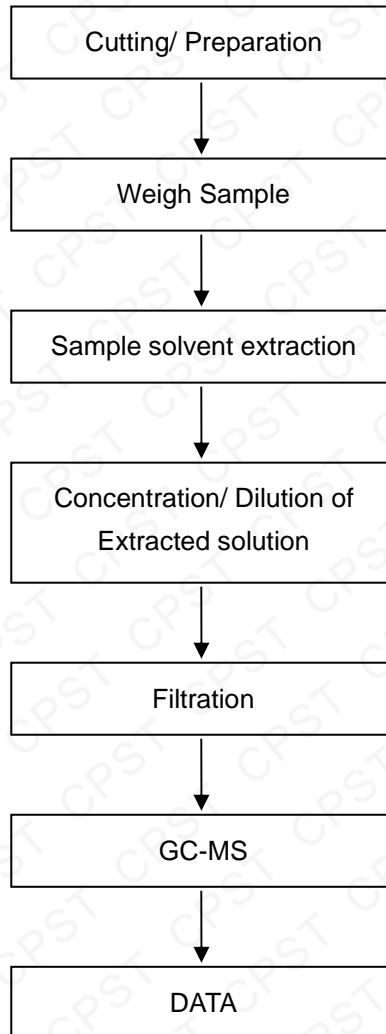 Cutting/ Preparation
Weigh Sample
Sample solvent extraction
Concentration/ Dilution of
Extracted solution
Filtration
GC-MS
DATA